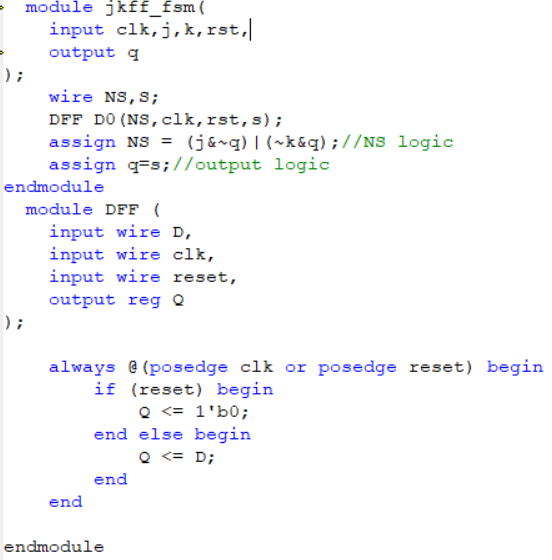 module jkff_fsm(
input clk,j,k,rst,
output q
);
wire NS,S;
DFF D0(NS,clk,rst,s);
assign NS = (j&~q)|(~k&q);//NS logic
assign q=s;//output logic
endmodule
module DFF (
input wire D,
input wire clk,
input wire reset,
output reg Q
);
always @(posedge clk or posedge reset) begin
if (reset) begin
Q <= 1'b0;
end else begin
Q <= D;
end
end
endmodule